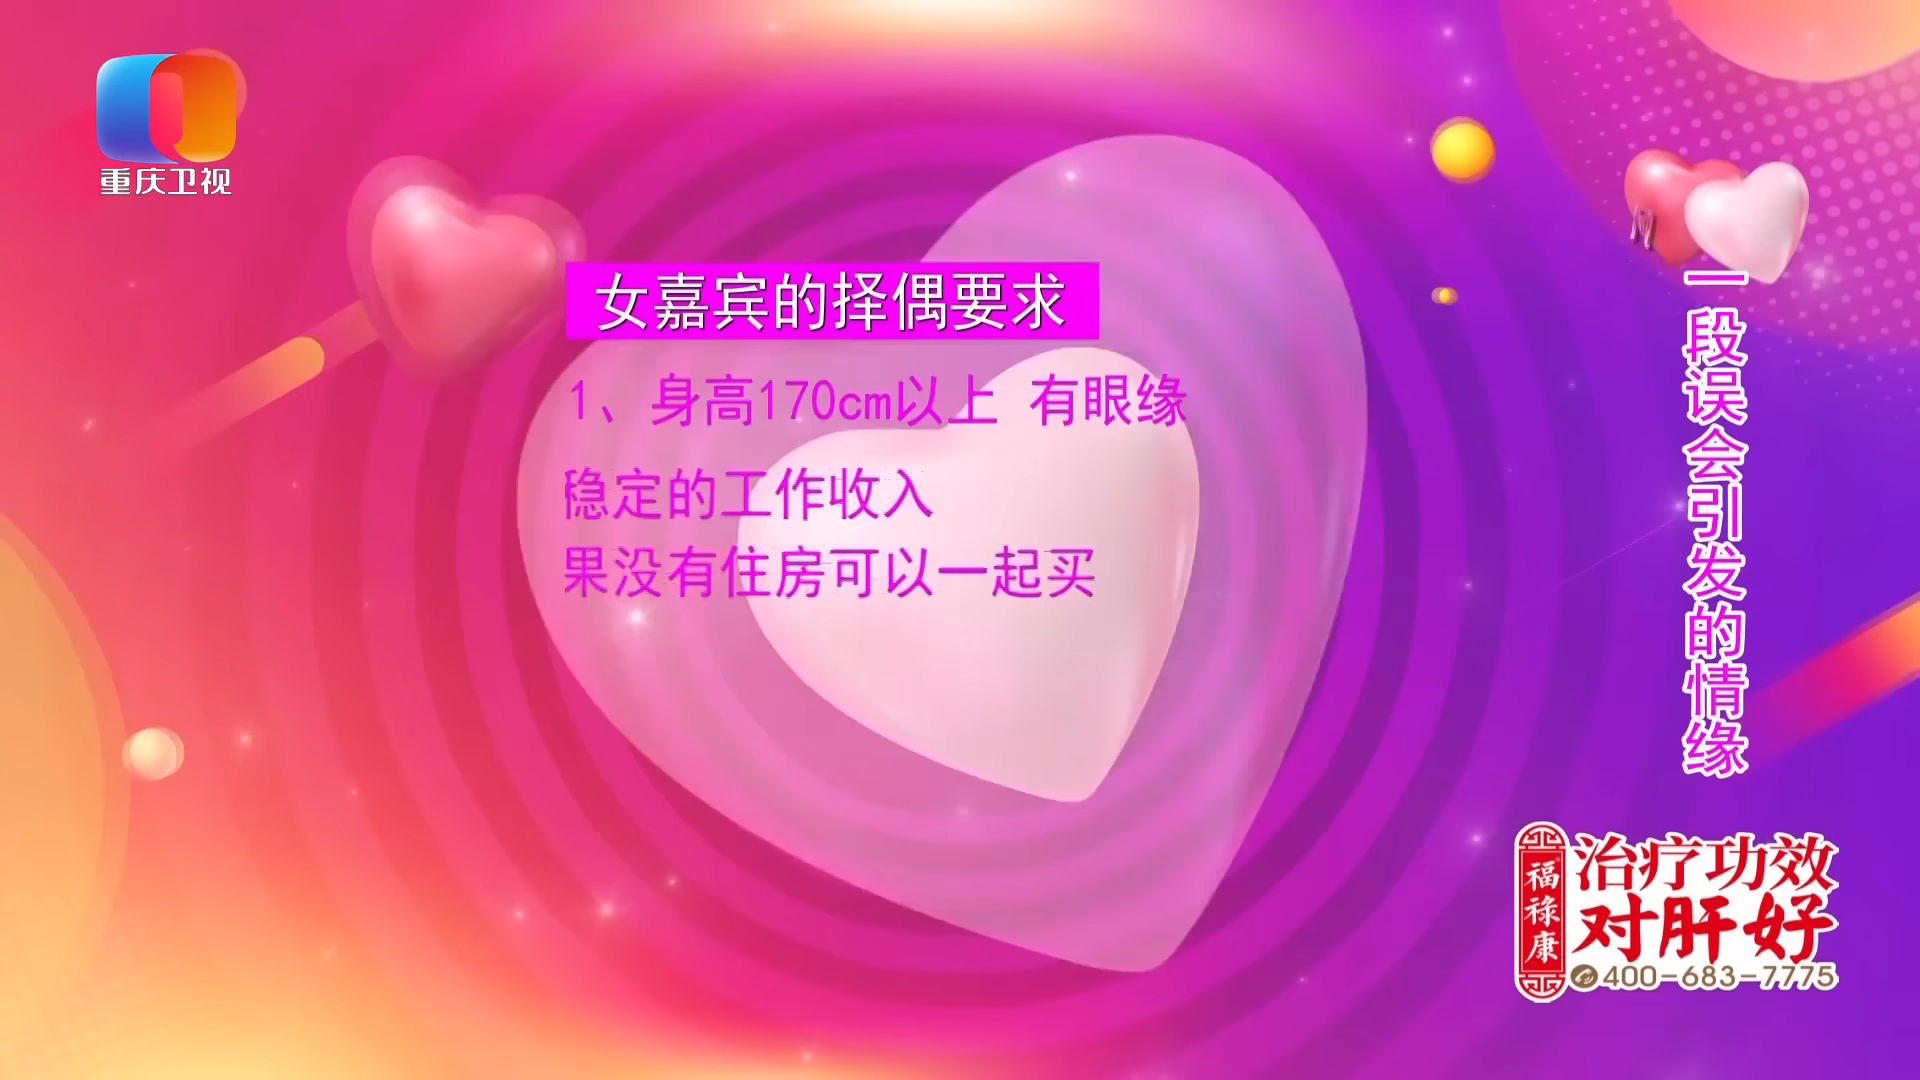 重庆卫视
女嘉宾的择偶要求
1、身高170cm以上 有眼缘
稳定的工作收入
果没有住房可以一起买
一段误会引发的情缘
福禄康
治疗功效
对肝好
400-683-7775